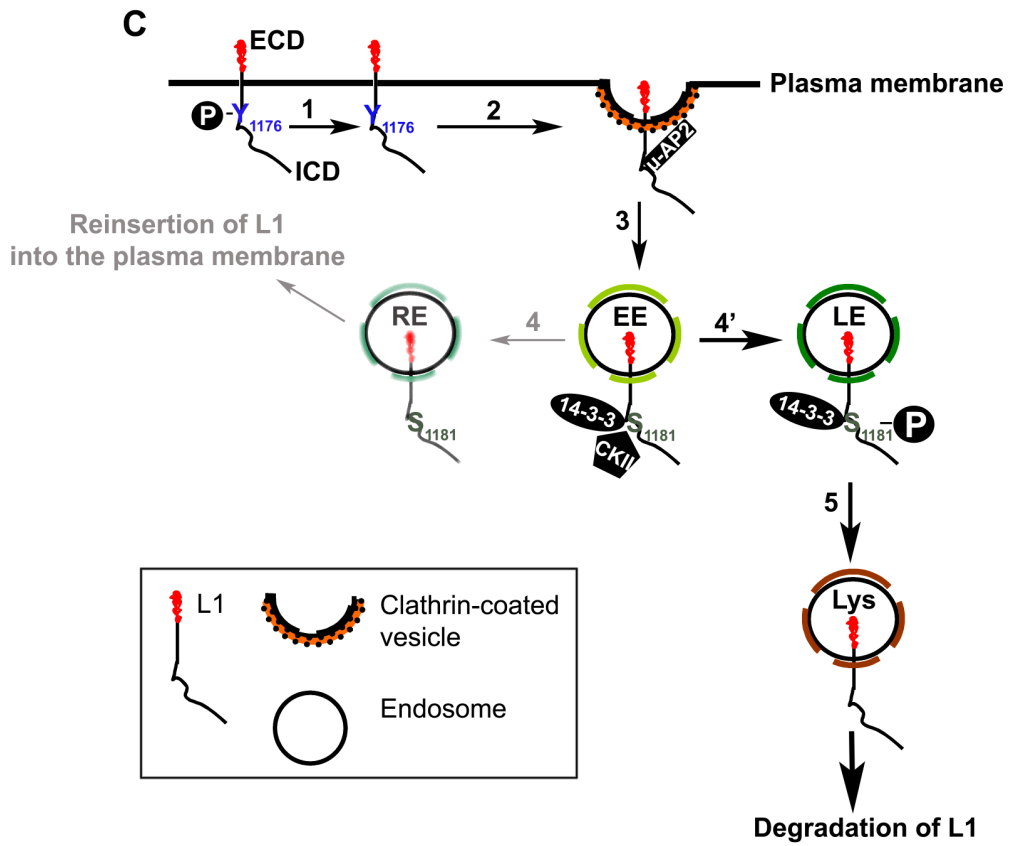 C
ECD
Plasma membrane
P
Y
1176
1
Y
1176
2
μ-AP2
ICD
3
Reinsertion of L1
into the plasma membrane
RE
4
EE
4’
LE
14-3-3
S
1181
S
1181
CKII
14-3-3
S
1181
P
5
Lys
L1
Clathrin-coated
vesicle
Endosome
Degradation of L1